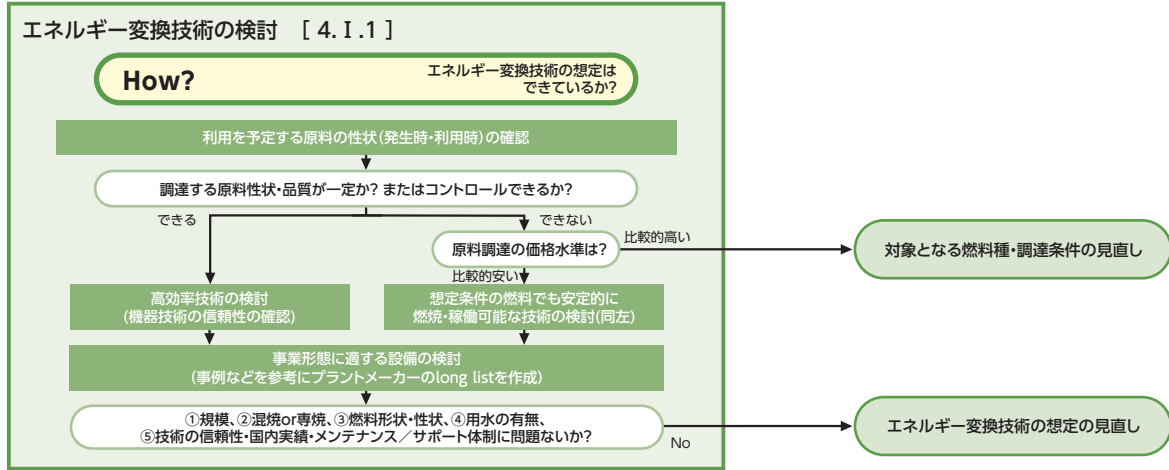 エネルギー変換技術の検討 [ 4. Ⅰ .1 ]
How?
エネルギー変換技術の想定は
できているか?
利用を予定する原料の性状(発生時・利用時)の確認
調達する原料性状・品質が一定か? またはコントロールできるか?
できる
できない
原料調達の価格水準は?
比較的高い
対象となる燃料種・調達条件の見直し
比較的安い
高効率技術の検討
(機器技術の信頼性の確認)
想定条件の燃料でも安定的に
燃焼・稼働可能な技術の検討(同左)
事業形態に適する設備の検討
(事例などを参考にプラントメーカーのlong listを作成)
①規模、②混焼or専焼、③燃料形状・性状、④用水の有無、
⑤技術の信頼性・国内実績・メンテナンス／サポート体制に問題ないか?
No
エネルギー変換技術の想定の見直し